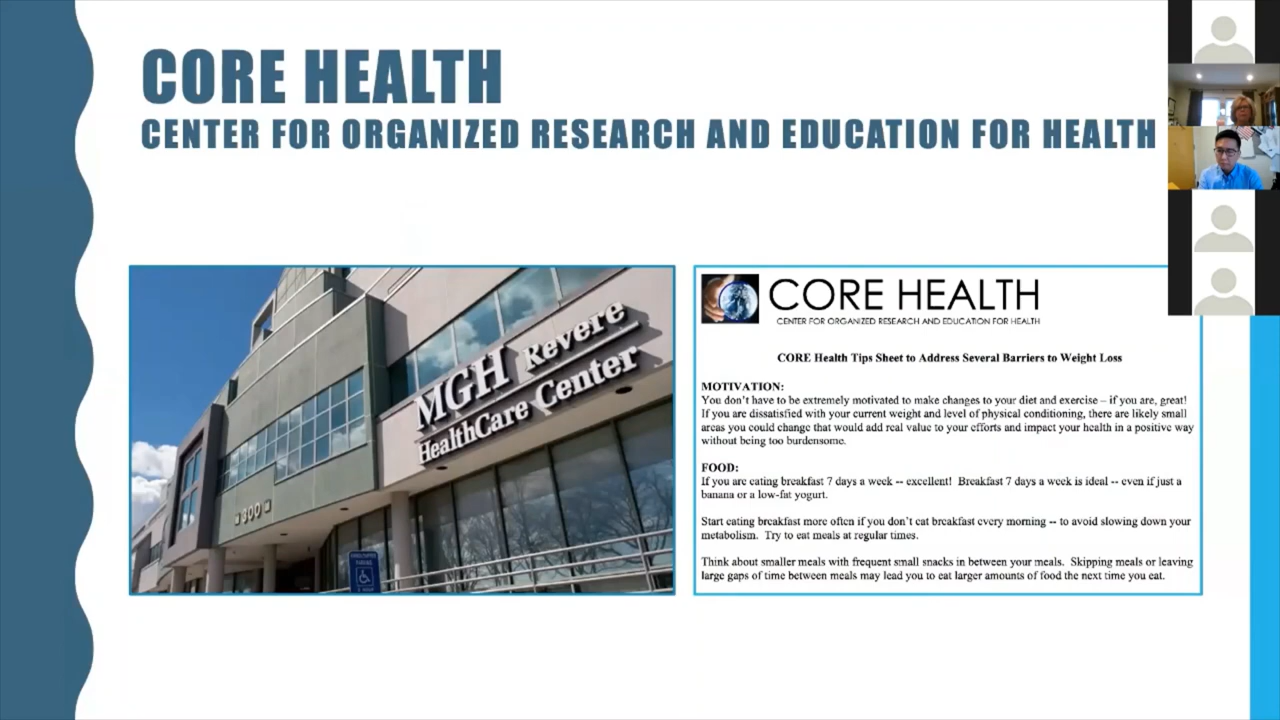 CORE HEALTH
CENTER FOR ORGANIZED RESEARCH AND EDUCATION FOR HEALTH
MGH Revere
HealthCare Center
300
CORE HEALTH
CENTER FOR ORGANIZED RESEARCH AND EDUCATION FOR HEALTH
CORE Health Tips Sheet to Address Several Barriers to Weight Loss
MOTIVATION:
You don't have to be extremely motivated to make changes to your diet and exercise – if you are, great!
If you are dissatisfied with your current weight and level of physical conditioning, there are likely small
areas you could change that would add real value to your efforts and impact your health in a positive way
without being too burdensome.
FOOD:
If you are eating breakfast 7 days a week -- excellent! Breakfast 7 days a week is ideal -- even if just a
banana or a low-fat yogurt.
Start eating breakfast more often if you don't eat breakfast every morning -- to avoid slowing down your
metabolism. Try to eat meals at regular times.
Think about smaller meals with frequent small snacks in between your meals. Skipping meals or leaving
large gaps of time between meals may lead you to eat larger amounts of food the next time you eat.